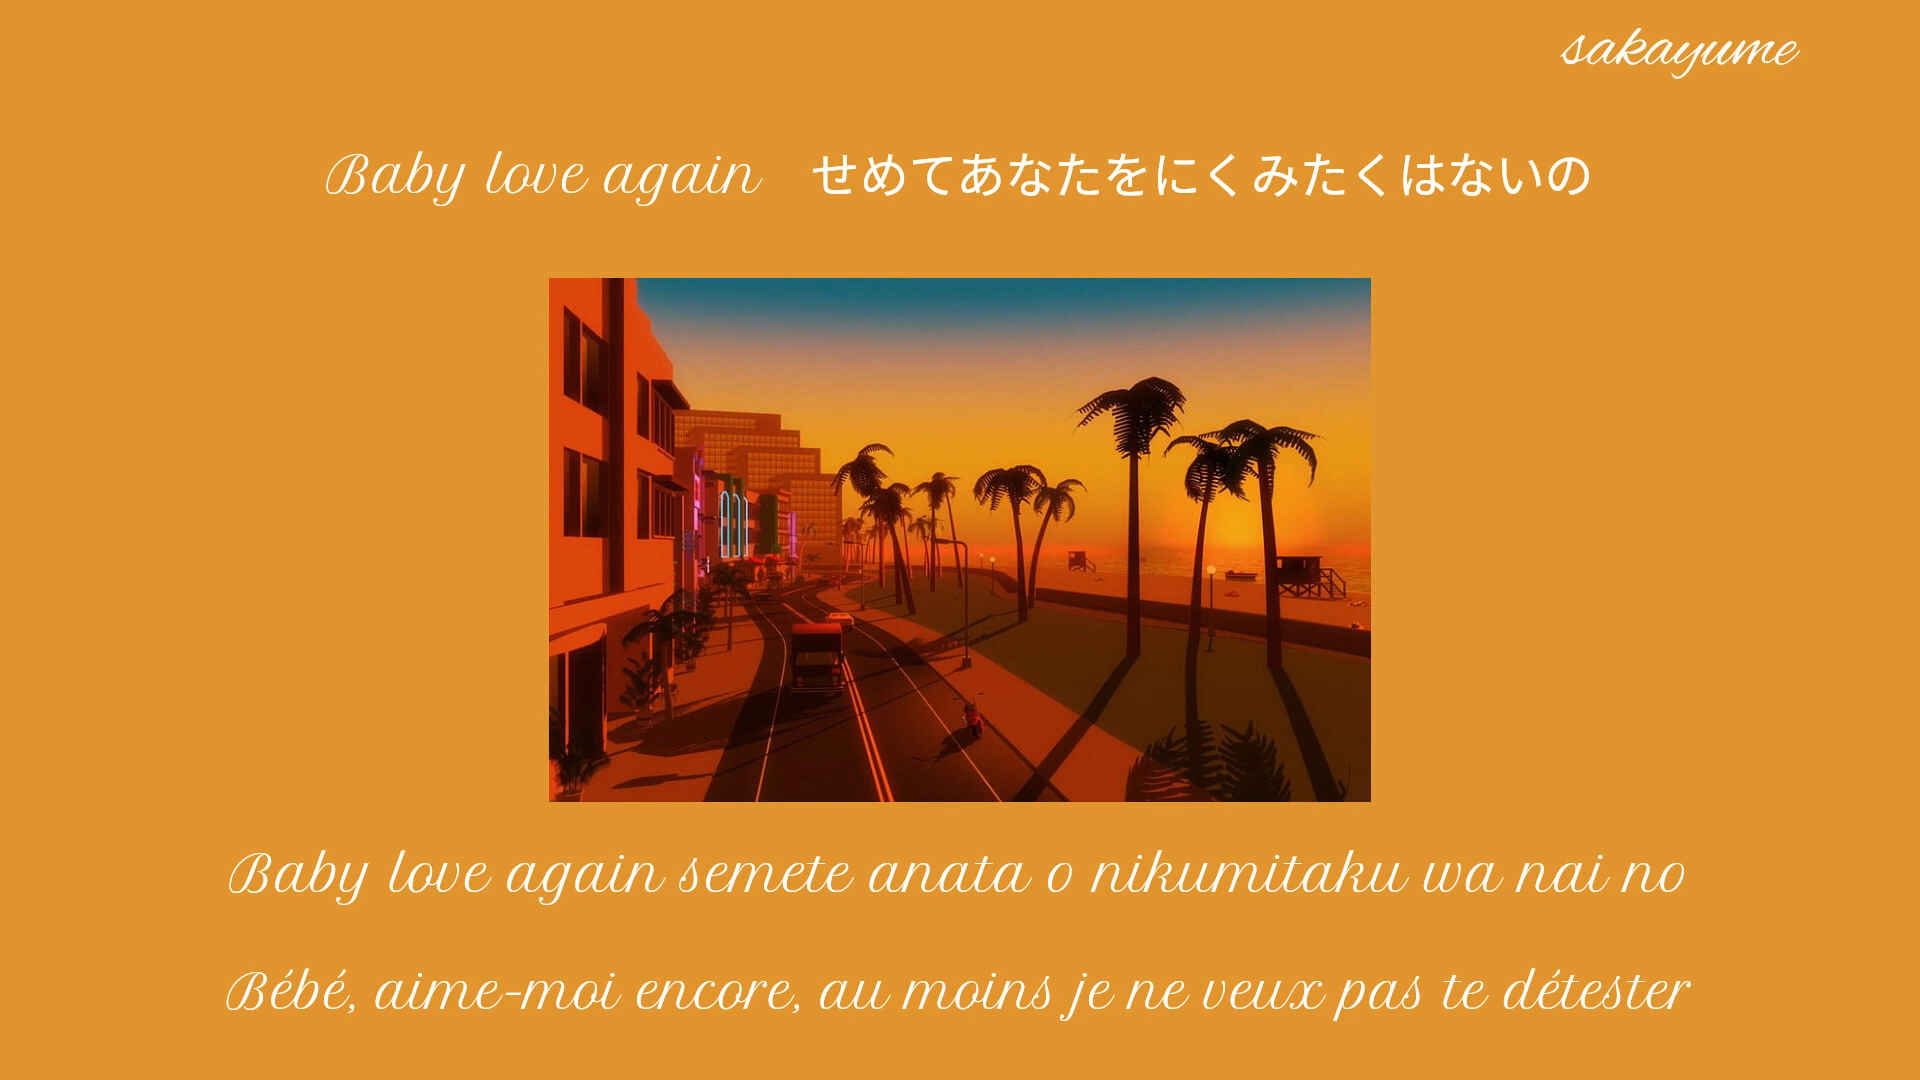 sakayume
Baby love again　せめてあなたをにくみたくはないの
Baby love again semete anata o nikumitaku wa nai no
Bébé, aime-moi encore, au moins je ne veux pas te détester